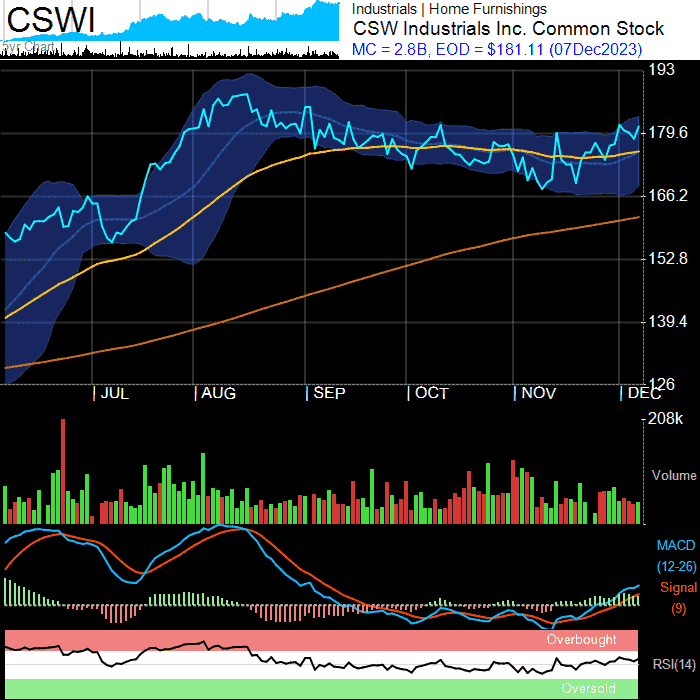 CSWI
5yr Chart
Industrials | Home Furnishings
CSW Industrials Inc. Common Stock
MC = 2.8B, EOD = $181.11 (07Dec2023)
193
179.6
166.2
152.8
139.4
126
JUL
AUG
SEP
OCT
NOV
DEC
208k
Volume
MACD
(12-26)
Signal
(9)
Overbought
RSI(14)
Oversold